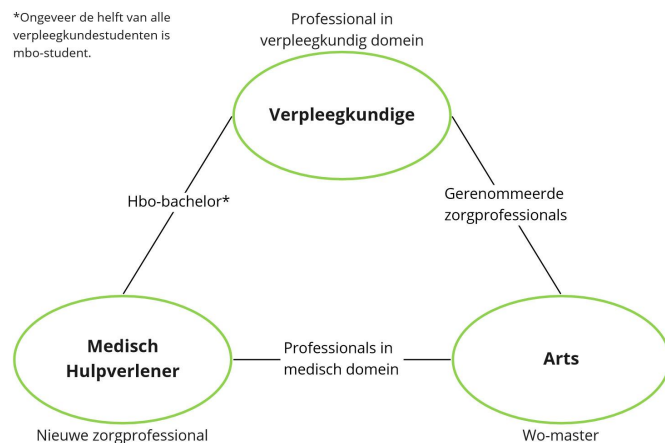 *Ongeveer de helft van alle
verpleegkundestudenten is
mbo-student.
Professional in
verpleegkundig domein
Verpleegkundige
Hbo-bachelor*
Gerenommeerde
zorgprofessionals
Medisch
Hulpverlener
Professionals in
medisch domein
Arts
Nieuwe zorgprofessional
Wo-master